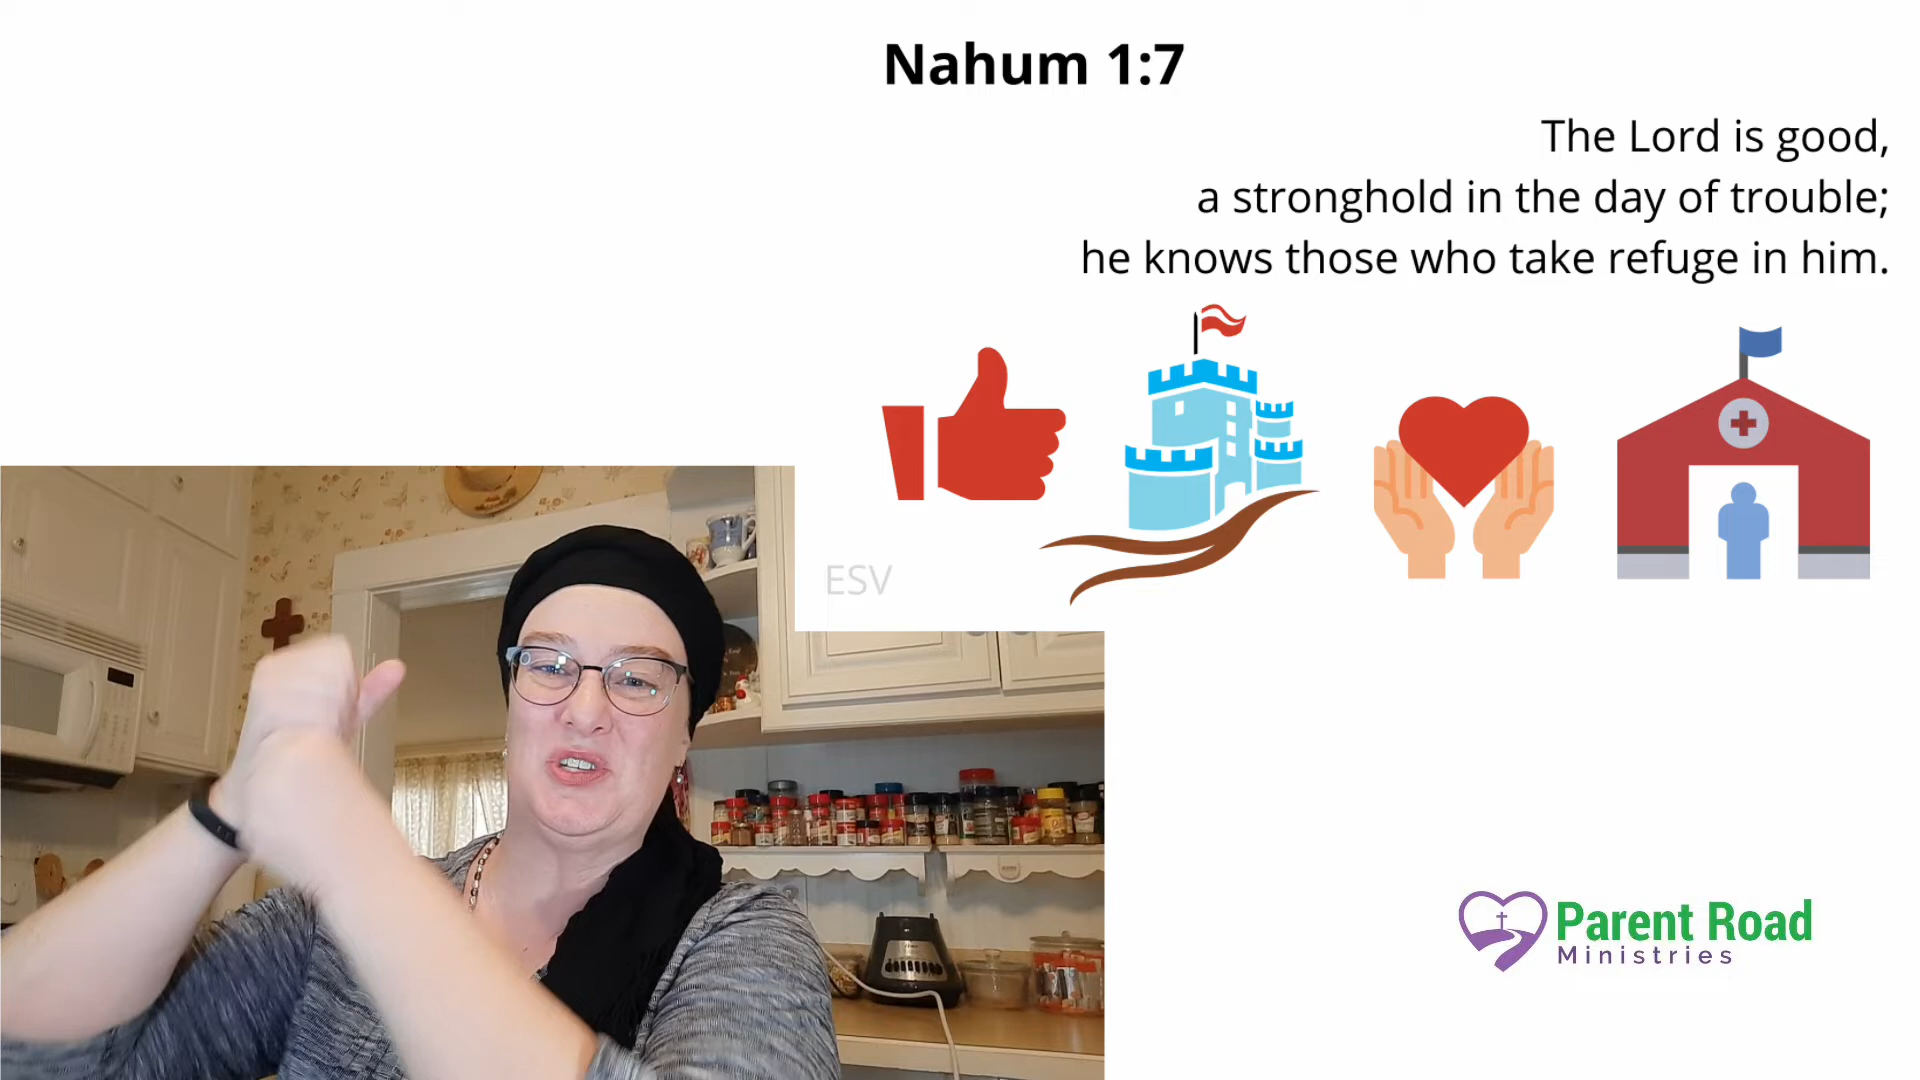 Nahum 1:7
The Lord is good,
a stronghold in the day of trouble;
he knows those who take refuge in him.
ESV
Parent Road
Ministries